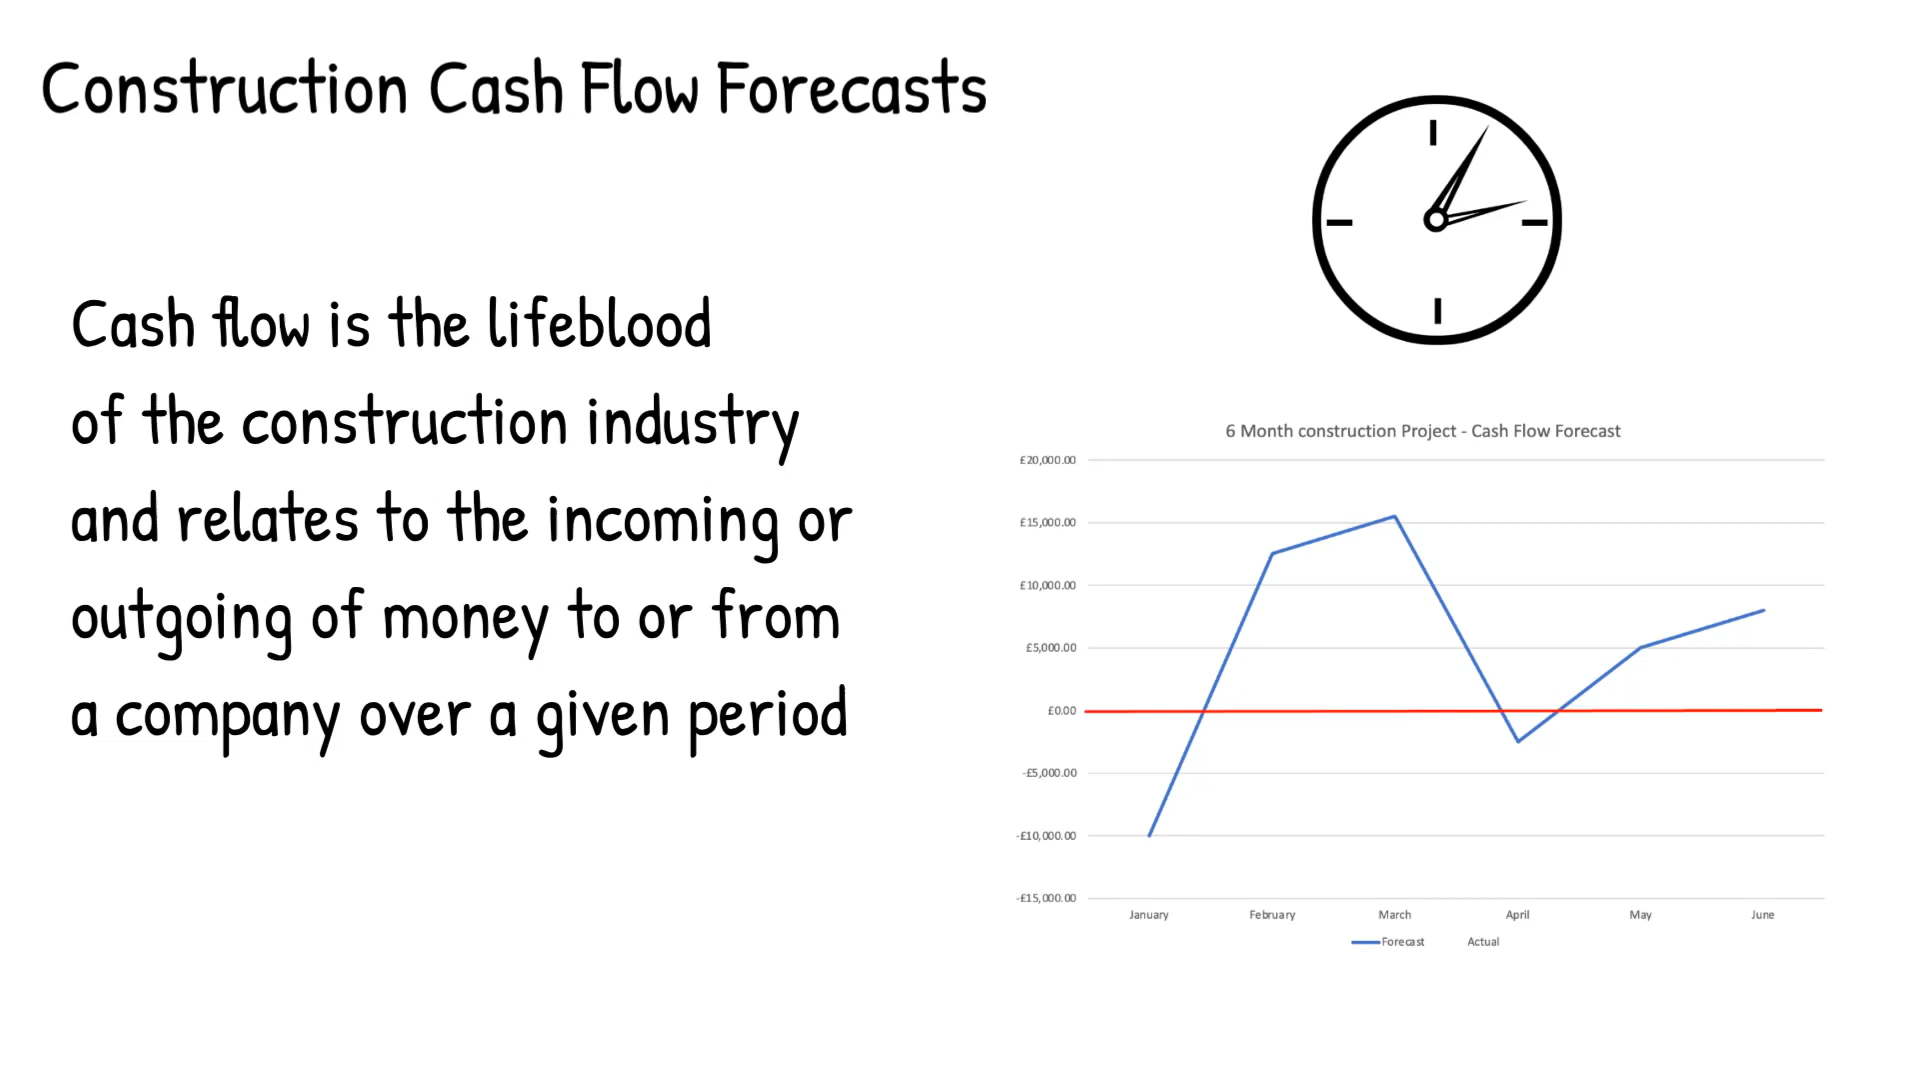 Construction Cash Flow Forecasts
Cash flow is the lifeblood
of the construction industry
and relates to the incoming or
outgoing of money to or from
a company over a given period
6 Month construction Project - Cash Flow Forecast
£20,000.00
£15,000.00
£10,000.00
£5,000.00
£0.00
-£5,000.00
-£10,000.00
-£15,000.00
January February March April May June
Forecast Actual